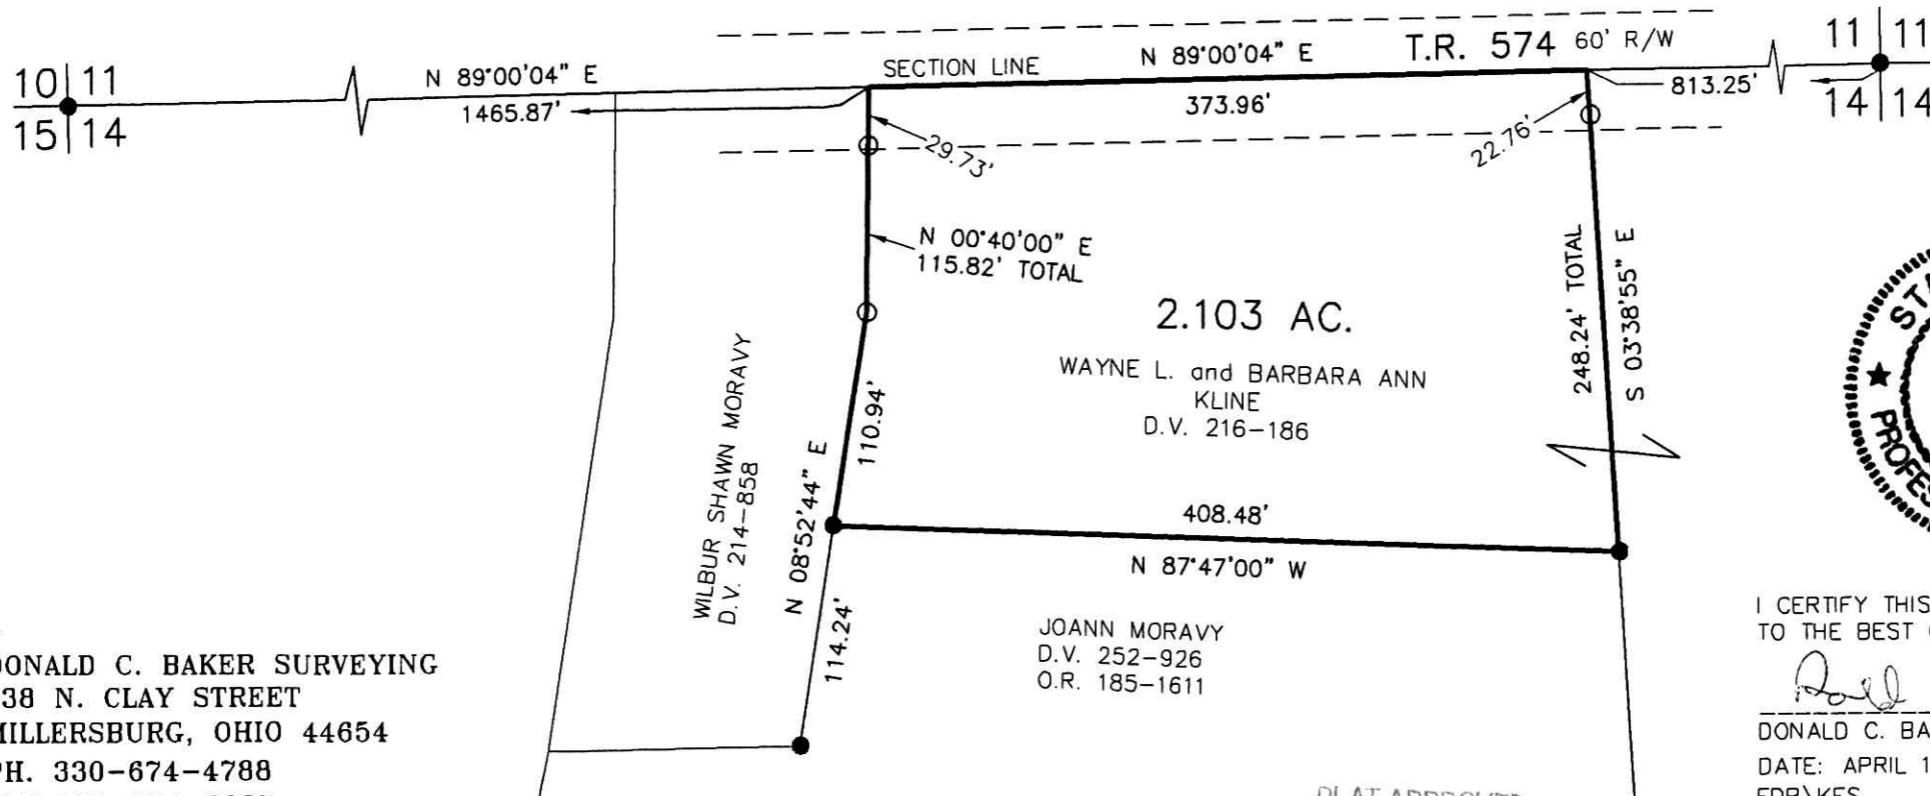 10 | 11
15 | 14
N 89°00'04" E
1465.87'
SECTION LINE
N 89°00'04" E
T.R. 574 60' R/W
373.96'
813.25'
11 | 11
14 | 14
29.73'
22.76'
N 00°40'00" E
115.82' TOTAL
2.103 AC.
WAYNE L. and BARBARA ANN
KLINE
D.V. 216-186
248.24' TOTAL
S 03°38'55" E
WILBUR SHAWN MORAVY
D.V. 214-858
N 08°52'44" E
110.94'
114.24'
408.48'
N 87°47'00" W
JOANN MORAVY
D.V. 252-926
O.R. 185-1611
DONALD C. BAKER SURVEYING
38 N. CLAY STREET
MILLERSBURG, OHIO 44654
PH. 330-674-4788
STA
PROFES
I CERTIFY THIS
TO THE BEST
DONALD C. BA
DATE: APRIL 1
PLAT APPROVED